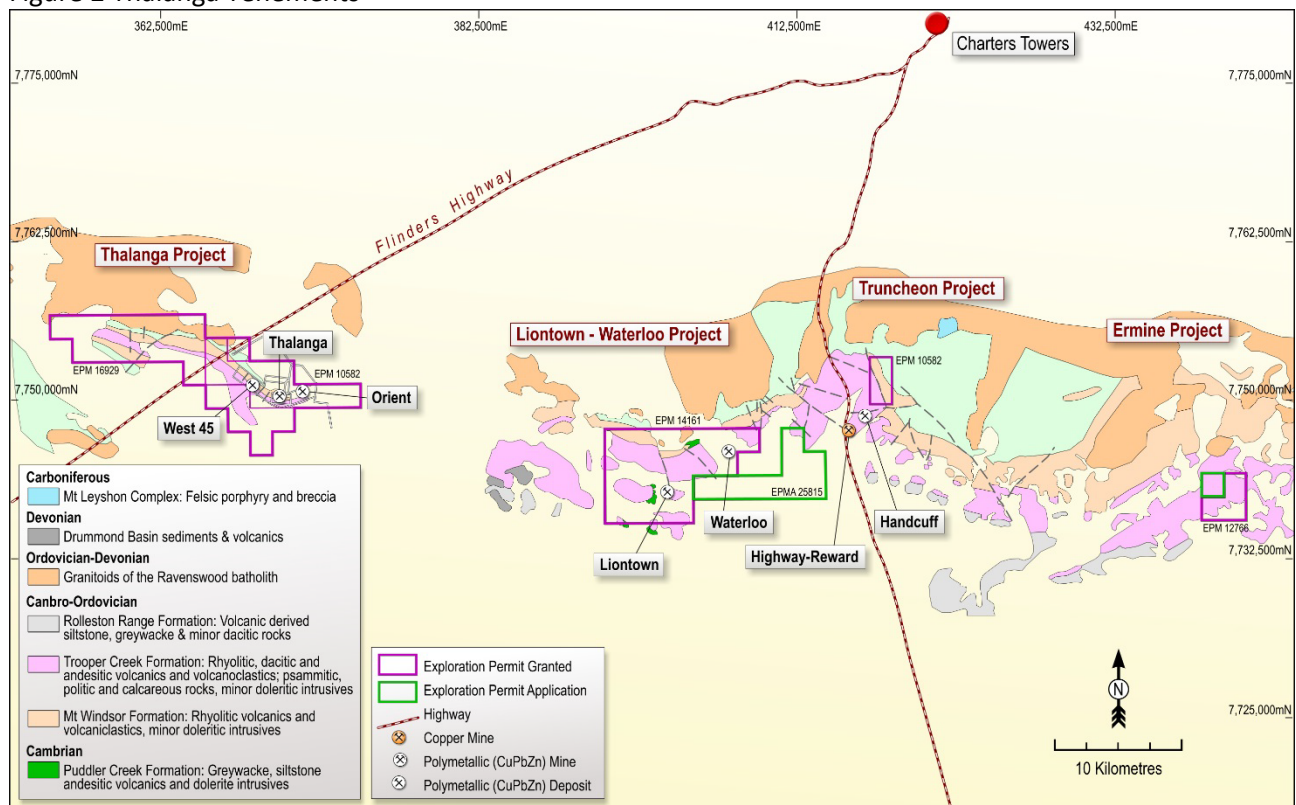 Figure 2 Thalanga Tenements
362,500mE
382,500mE
412,500mE
432,500mE
Charters Towers
7,775,000mN
7,775,000mN
Flinders Highway
7,762,500mN
7,762,500mN
Thalanga Project
Truncheon Project
Liontown - Waterloo Project
Ermine Project
Thalanga
EPM 16929
EPM 10582
EPM 10582
Orient
7,750,000mN
West 45
7,750,000mN
EPM 14161
EPMA 25815
EPM 12766
Waterloo
Handcuff
Liontown
Highway-Reward
7,732,500mN
7,725,000mN
Carboniferous
Mt Leyshon Complex: Felsic porphyry and breccia
Devonian
Drummond Basin sediments & volcanics
Ordovician-Devonian
Granitoids of the Ravenswood batholith
Canbro-Ordovician
Rolleston Range Formation: Volcanic derived
siltstone, greywacke & minor dacitic rocks
Trooper Creek Formation: Rhyolitic, dacitic and
andesitic volcanics and volcanoclastics; psammitic,
politic and calcareous rocks, minor doleritic intrusives
Mt Windsor Formation: Rhyolitic volcanics and
volcaniclastics, minor doleritic intrusives
Cambrian
Puddler Creek Formation: Greywacke, siltstone
andesitic volcanics and dolerite intrusives
Exploration Permit Granted
Exploration Permit Application
Highway
Copper Mine
Polymetallic (CuPbZn) Mine
Polymetallic (CuPbZn) Deposit
N
10 Kilometres